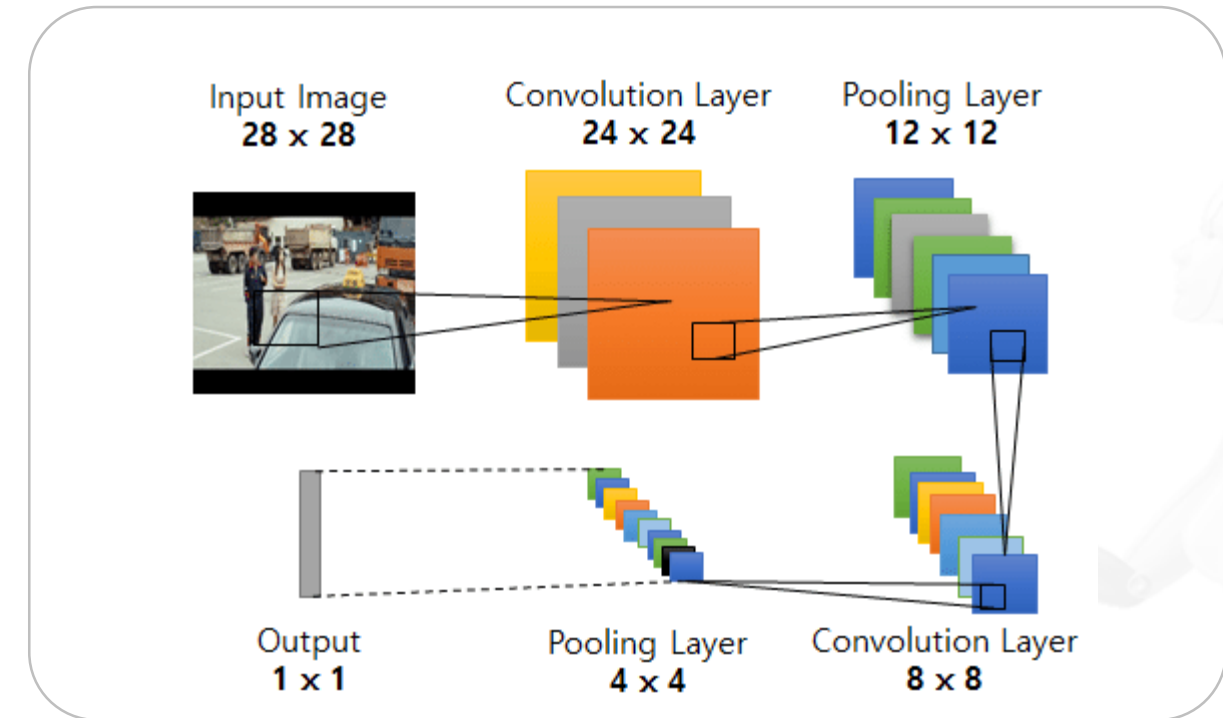 Input Image
28 x 28
Convolution Layer
24 x 24
Pooling Layer
12 x 12
Output
1 x 1
Pooling Layer
4 x 4
Convolution Layer
8 x 8